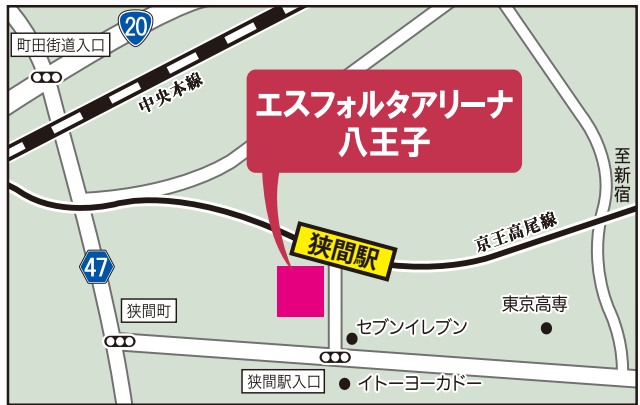 20
町田街道入口
中央本線
エスフォルタアリーナ
八王子
至新宿
狭間駅
京王高尾線
47
狭間町
東京高専
セブンイレブン
狭間駅入口
イトーヨーカドー